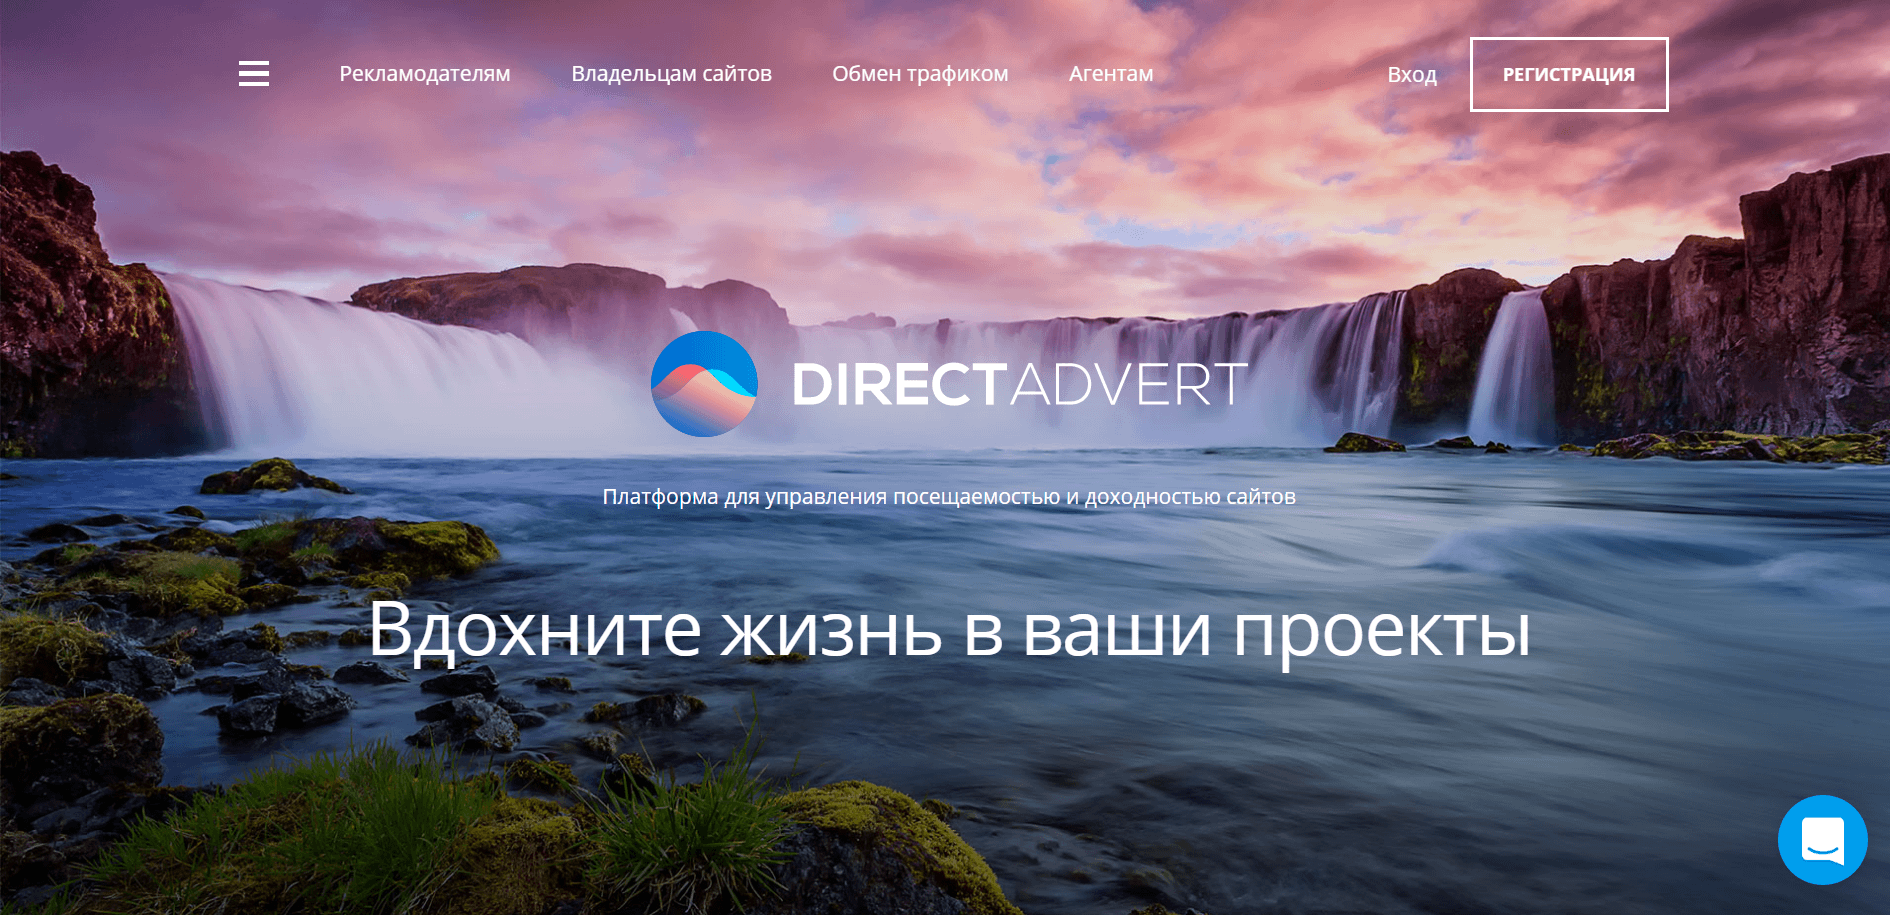 Рекламодателям
Владельцам сайтов
Обмен трафиком
Агентам
Вход
РЕГИСТРАЦИЯ
DIRECTADVERT
Платформа для управления посещаемостью и доходностью сайтов
Вдохните жизнь в ваши проекты